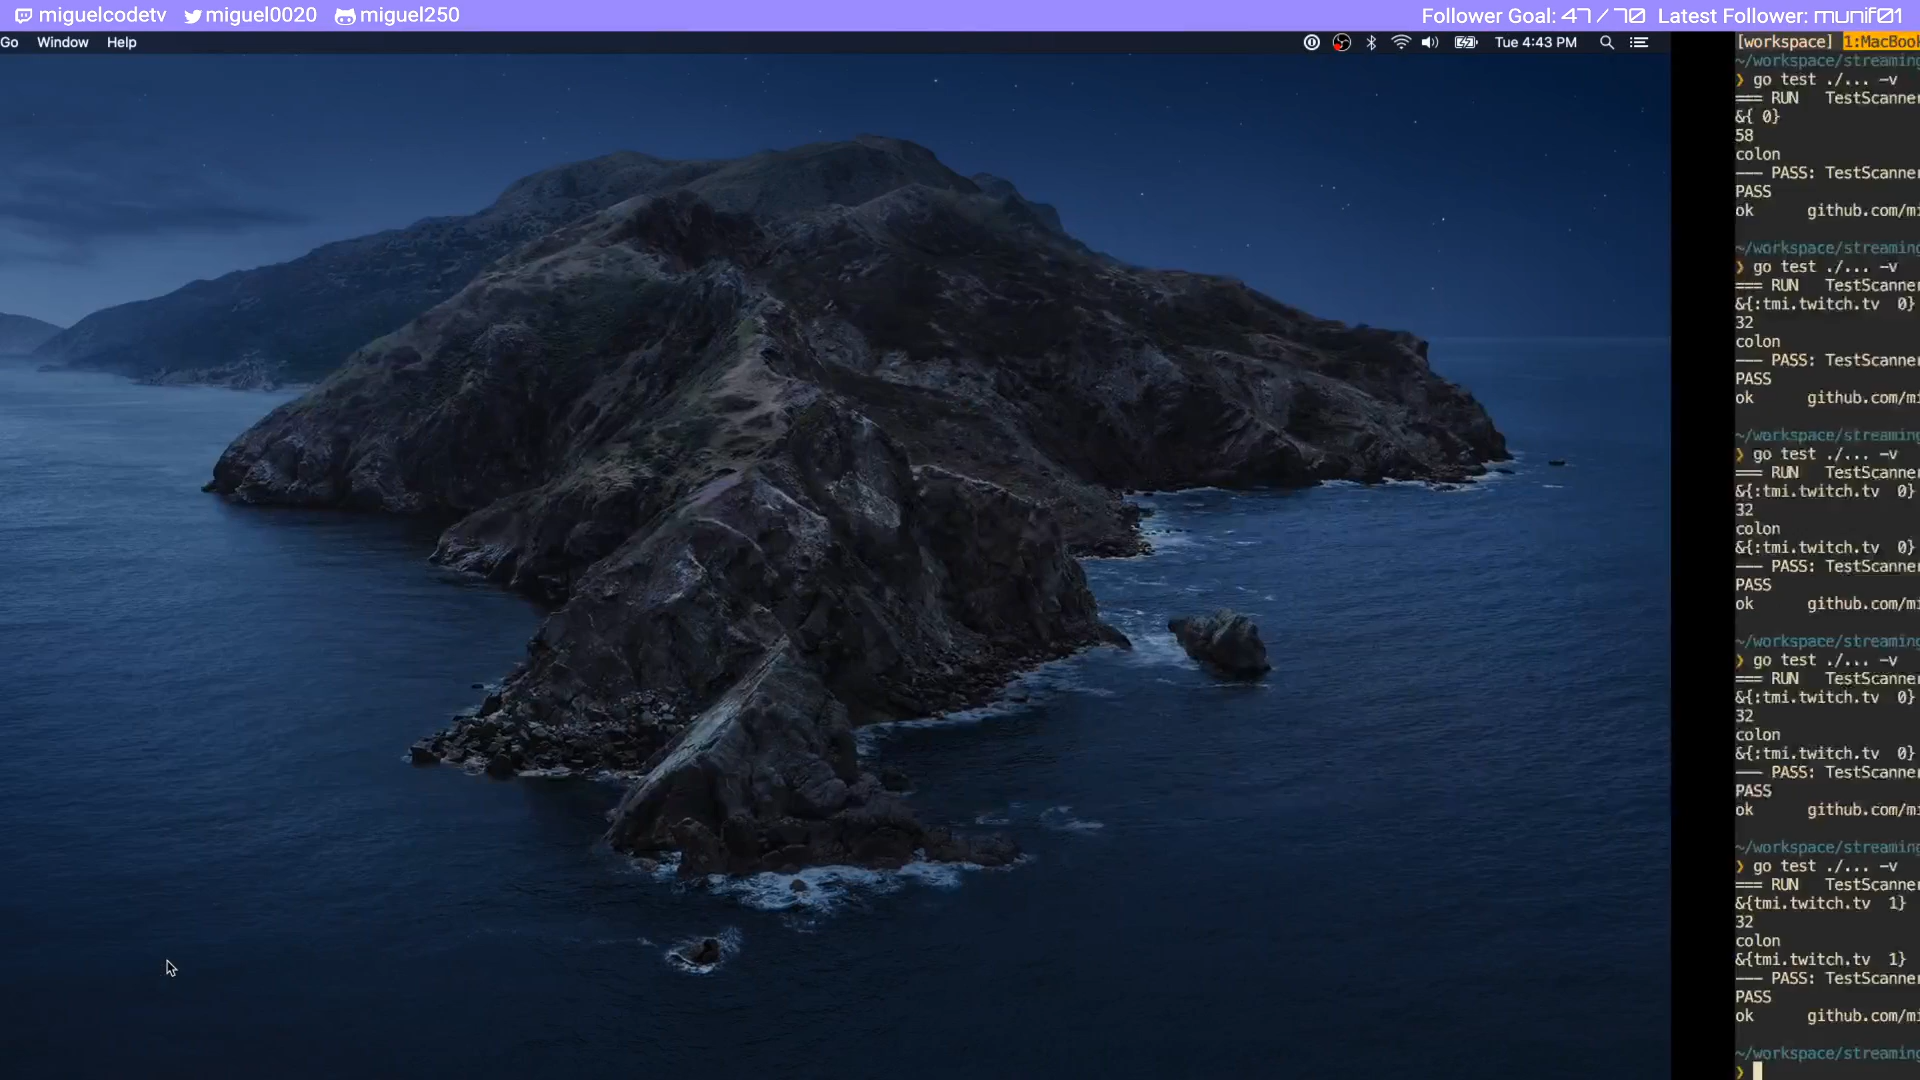 miguelcodetv miguel0020 miguel250 Follower Goal: 47 / 70 Latest Follower: munif01
Go Window Help Tue 4:43 PM
[workspace] 1:MacBook
~/workspace/streaming
❯ go test ./... -v
=== RUN TestScanner
&{ 0}
58
colon
--- PASS: TestScanner
PASS
ok github.com/mi
~/workspace/streaming
❯ go test ./... -v
=== RUN TestScanner
&{:tmi.twitch.tv 0}
32
colon
--- PASS: TestScanner
PASS
ok github.com/mi
~/workspace/streaming
❯ go test ./... -v
=== RUN TestScanner
&{:tmi.twitch.tv 0}
32
colon
&{:tmi.twitch.tv 0}
--- PASS: TestScanner
PASS
ok github.com/mi
~/workspace/streaming
❯ go test ./... -v
=== RUN TestScanner
&{:tmi.twitch.tv 0}
32
colon
&{:tmi.twitch.tv 0}
--- PASS: TestScanner
PASS
ok github.com/mi
~/workspace/streaming
❯ go test ./... -v
=== RUN TestScanner
&{tmi.twitch.tv 1}
32
colon
&{tmi.twitch.tv 1}
--- PASS: TestScanner
PASS
ok github.com/mi
~/workspace/streaming
❯